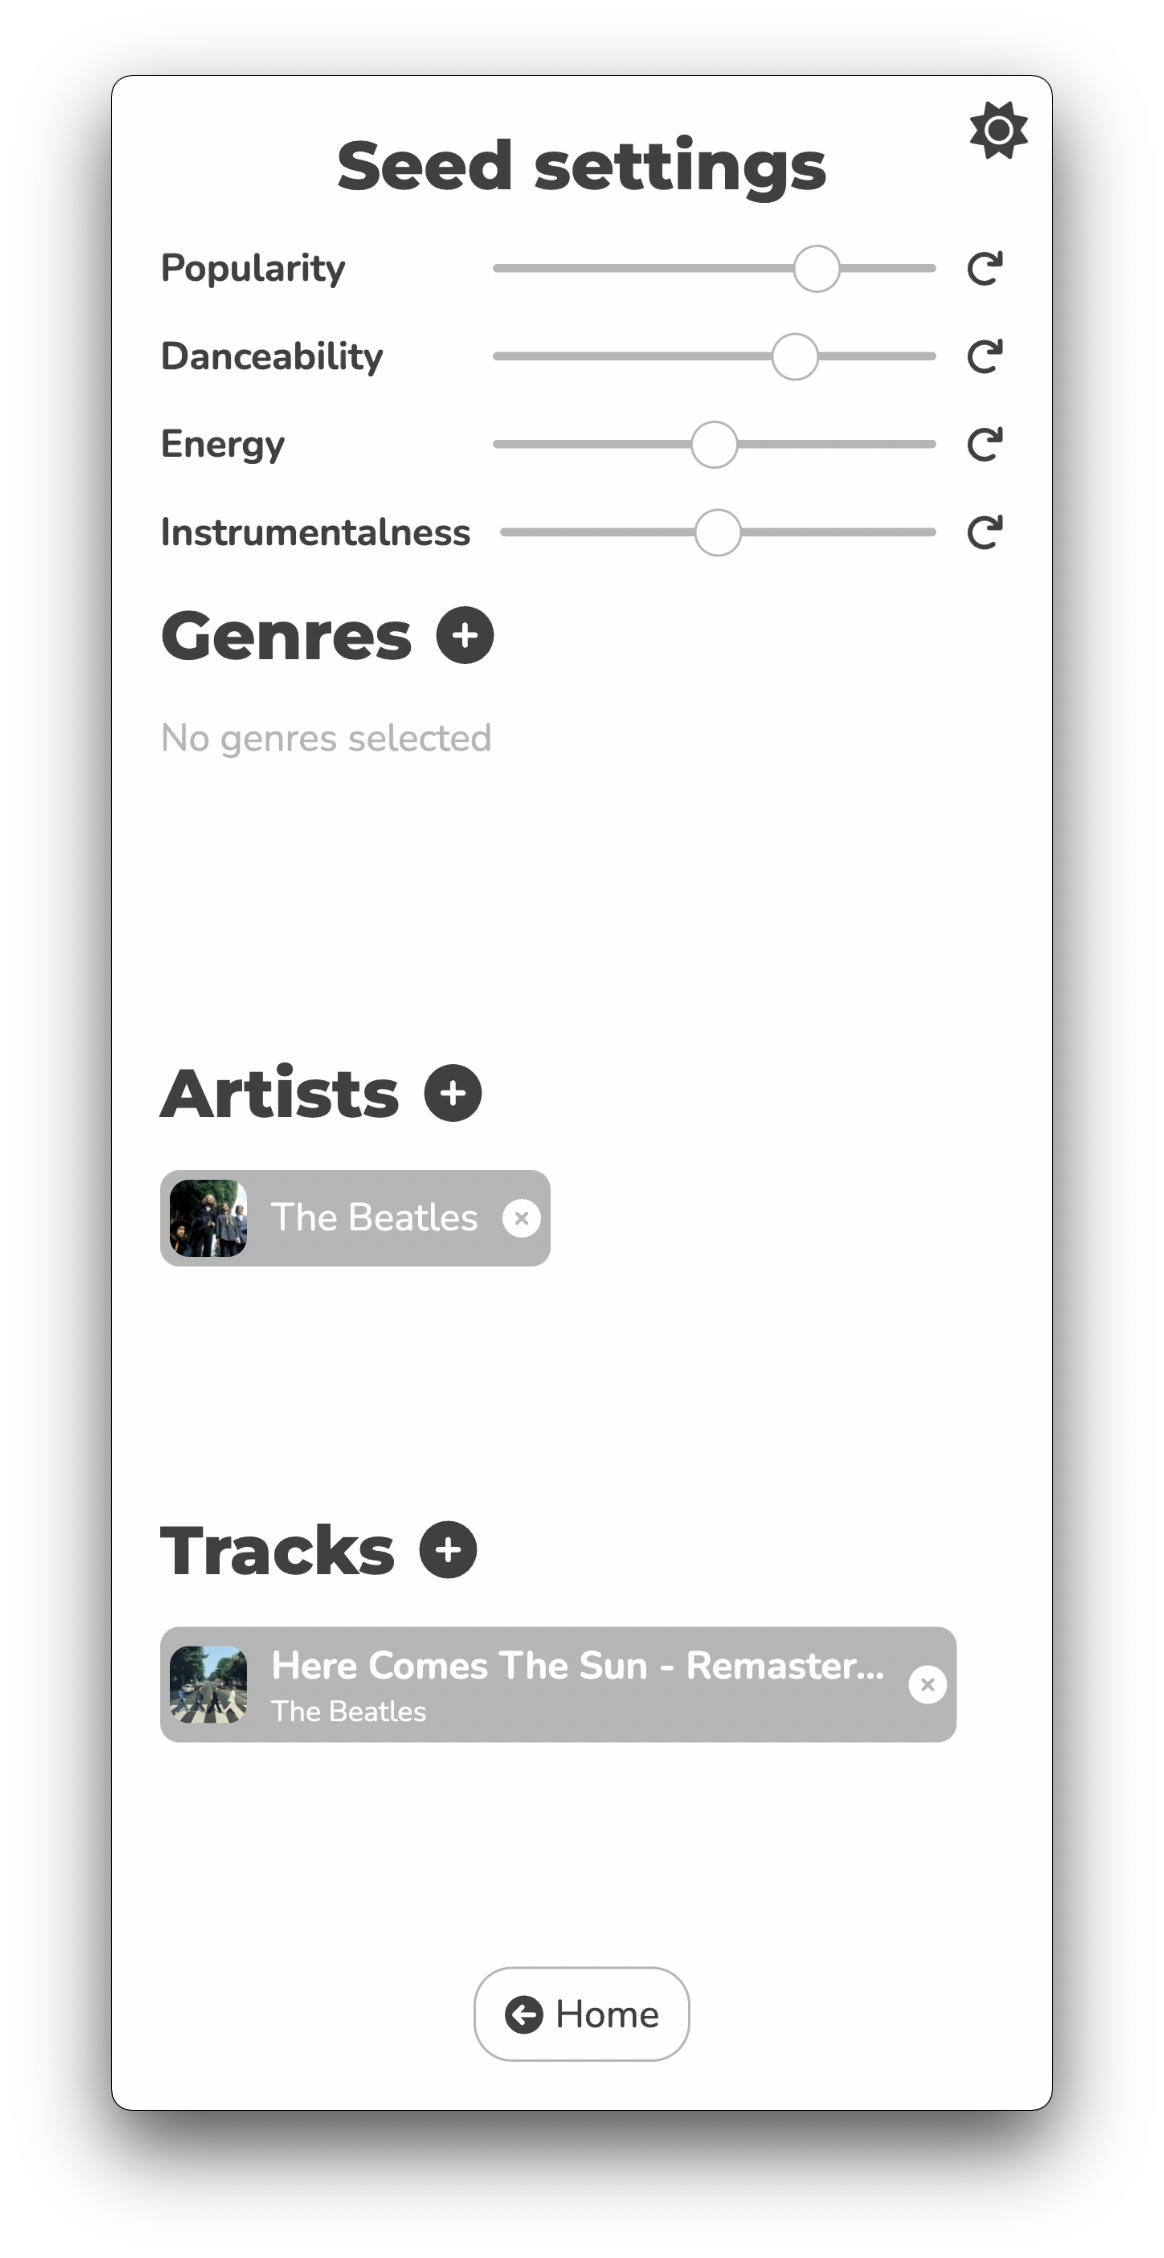 Seed settings
Popularity
Danceability
Energy
Instrumentalness
Genres
No genres selected
Artists
The Beatles
Tracks
Here Comes The Sun - Remaster...
The Beatles
Home